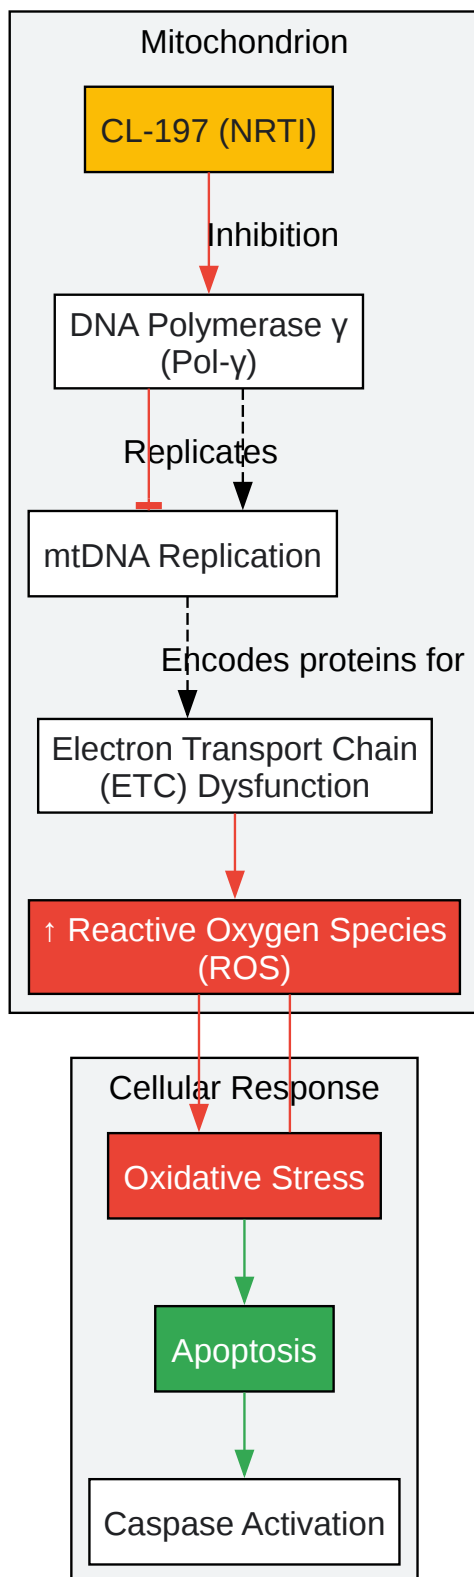 Mitochondrion
CL-197 (NRTI)
Inhibition
DNA Polymerase γ
(Pol-γ)
Replicates
mtDNA Replication
Encodes proteins for
Electron Transport Chain
(ETC) Dysfunction
↑ Reactive Oxygen Species
(ROS)
Cellular Response
Oxidative Stress
Apoptosis
Caspase Activation